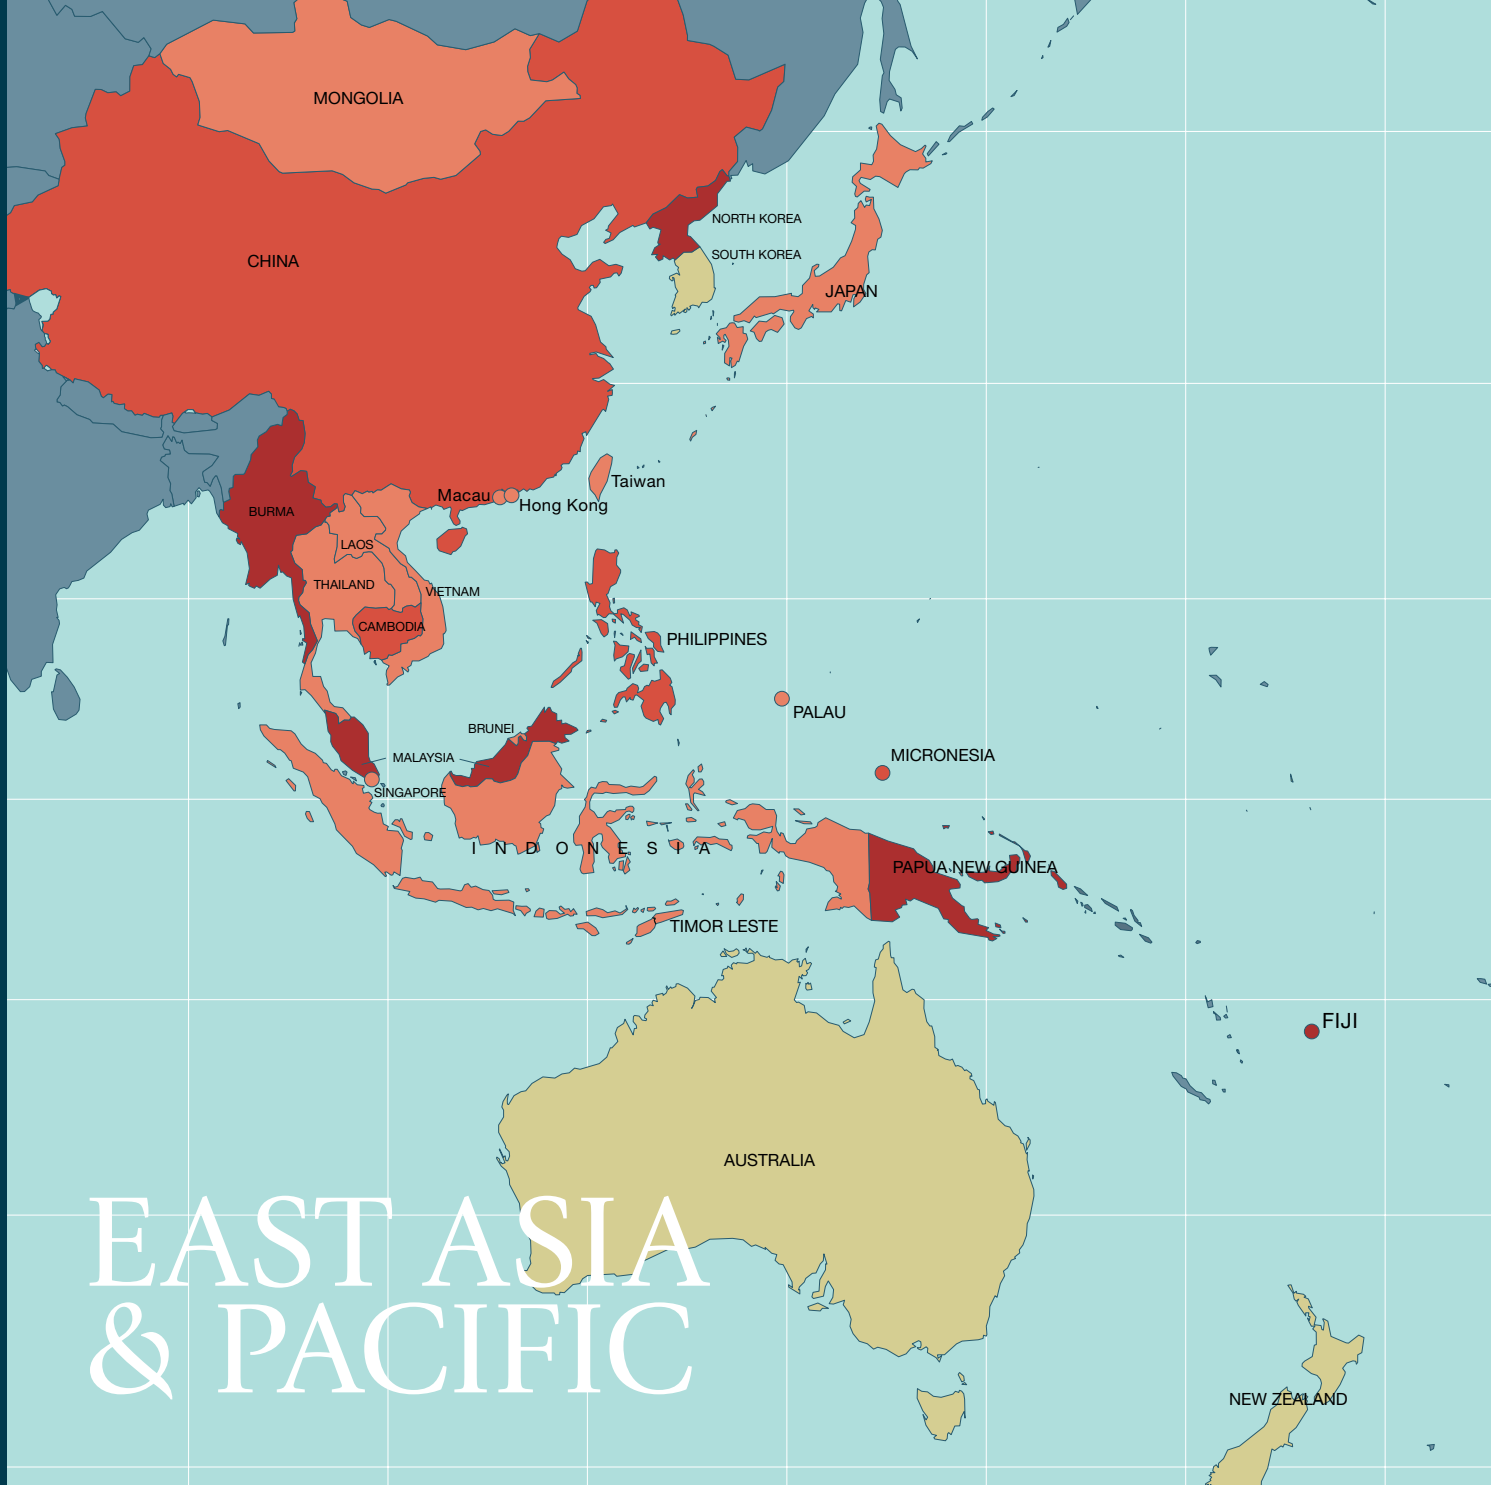 MONGOLIA
NORTH KOREA
SOUTH KOREA
CHINA
JAPAN
Taiwan
Macau
Hong Kong
BURMA
LAOS
THAILAND
VIETNAM
CAMBODIA
PHILIPPINES
PALAU
BRUNEI
MALAYSIA
MICRONESIA
SINGAPORE
INDONESIA
PAPUA NEW GUINEA
TIMOR LESTE
FIJI
AUSTRALIA
EAST ASIA
& PACIFIC
NEW ZEALAND